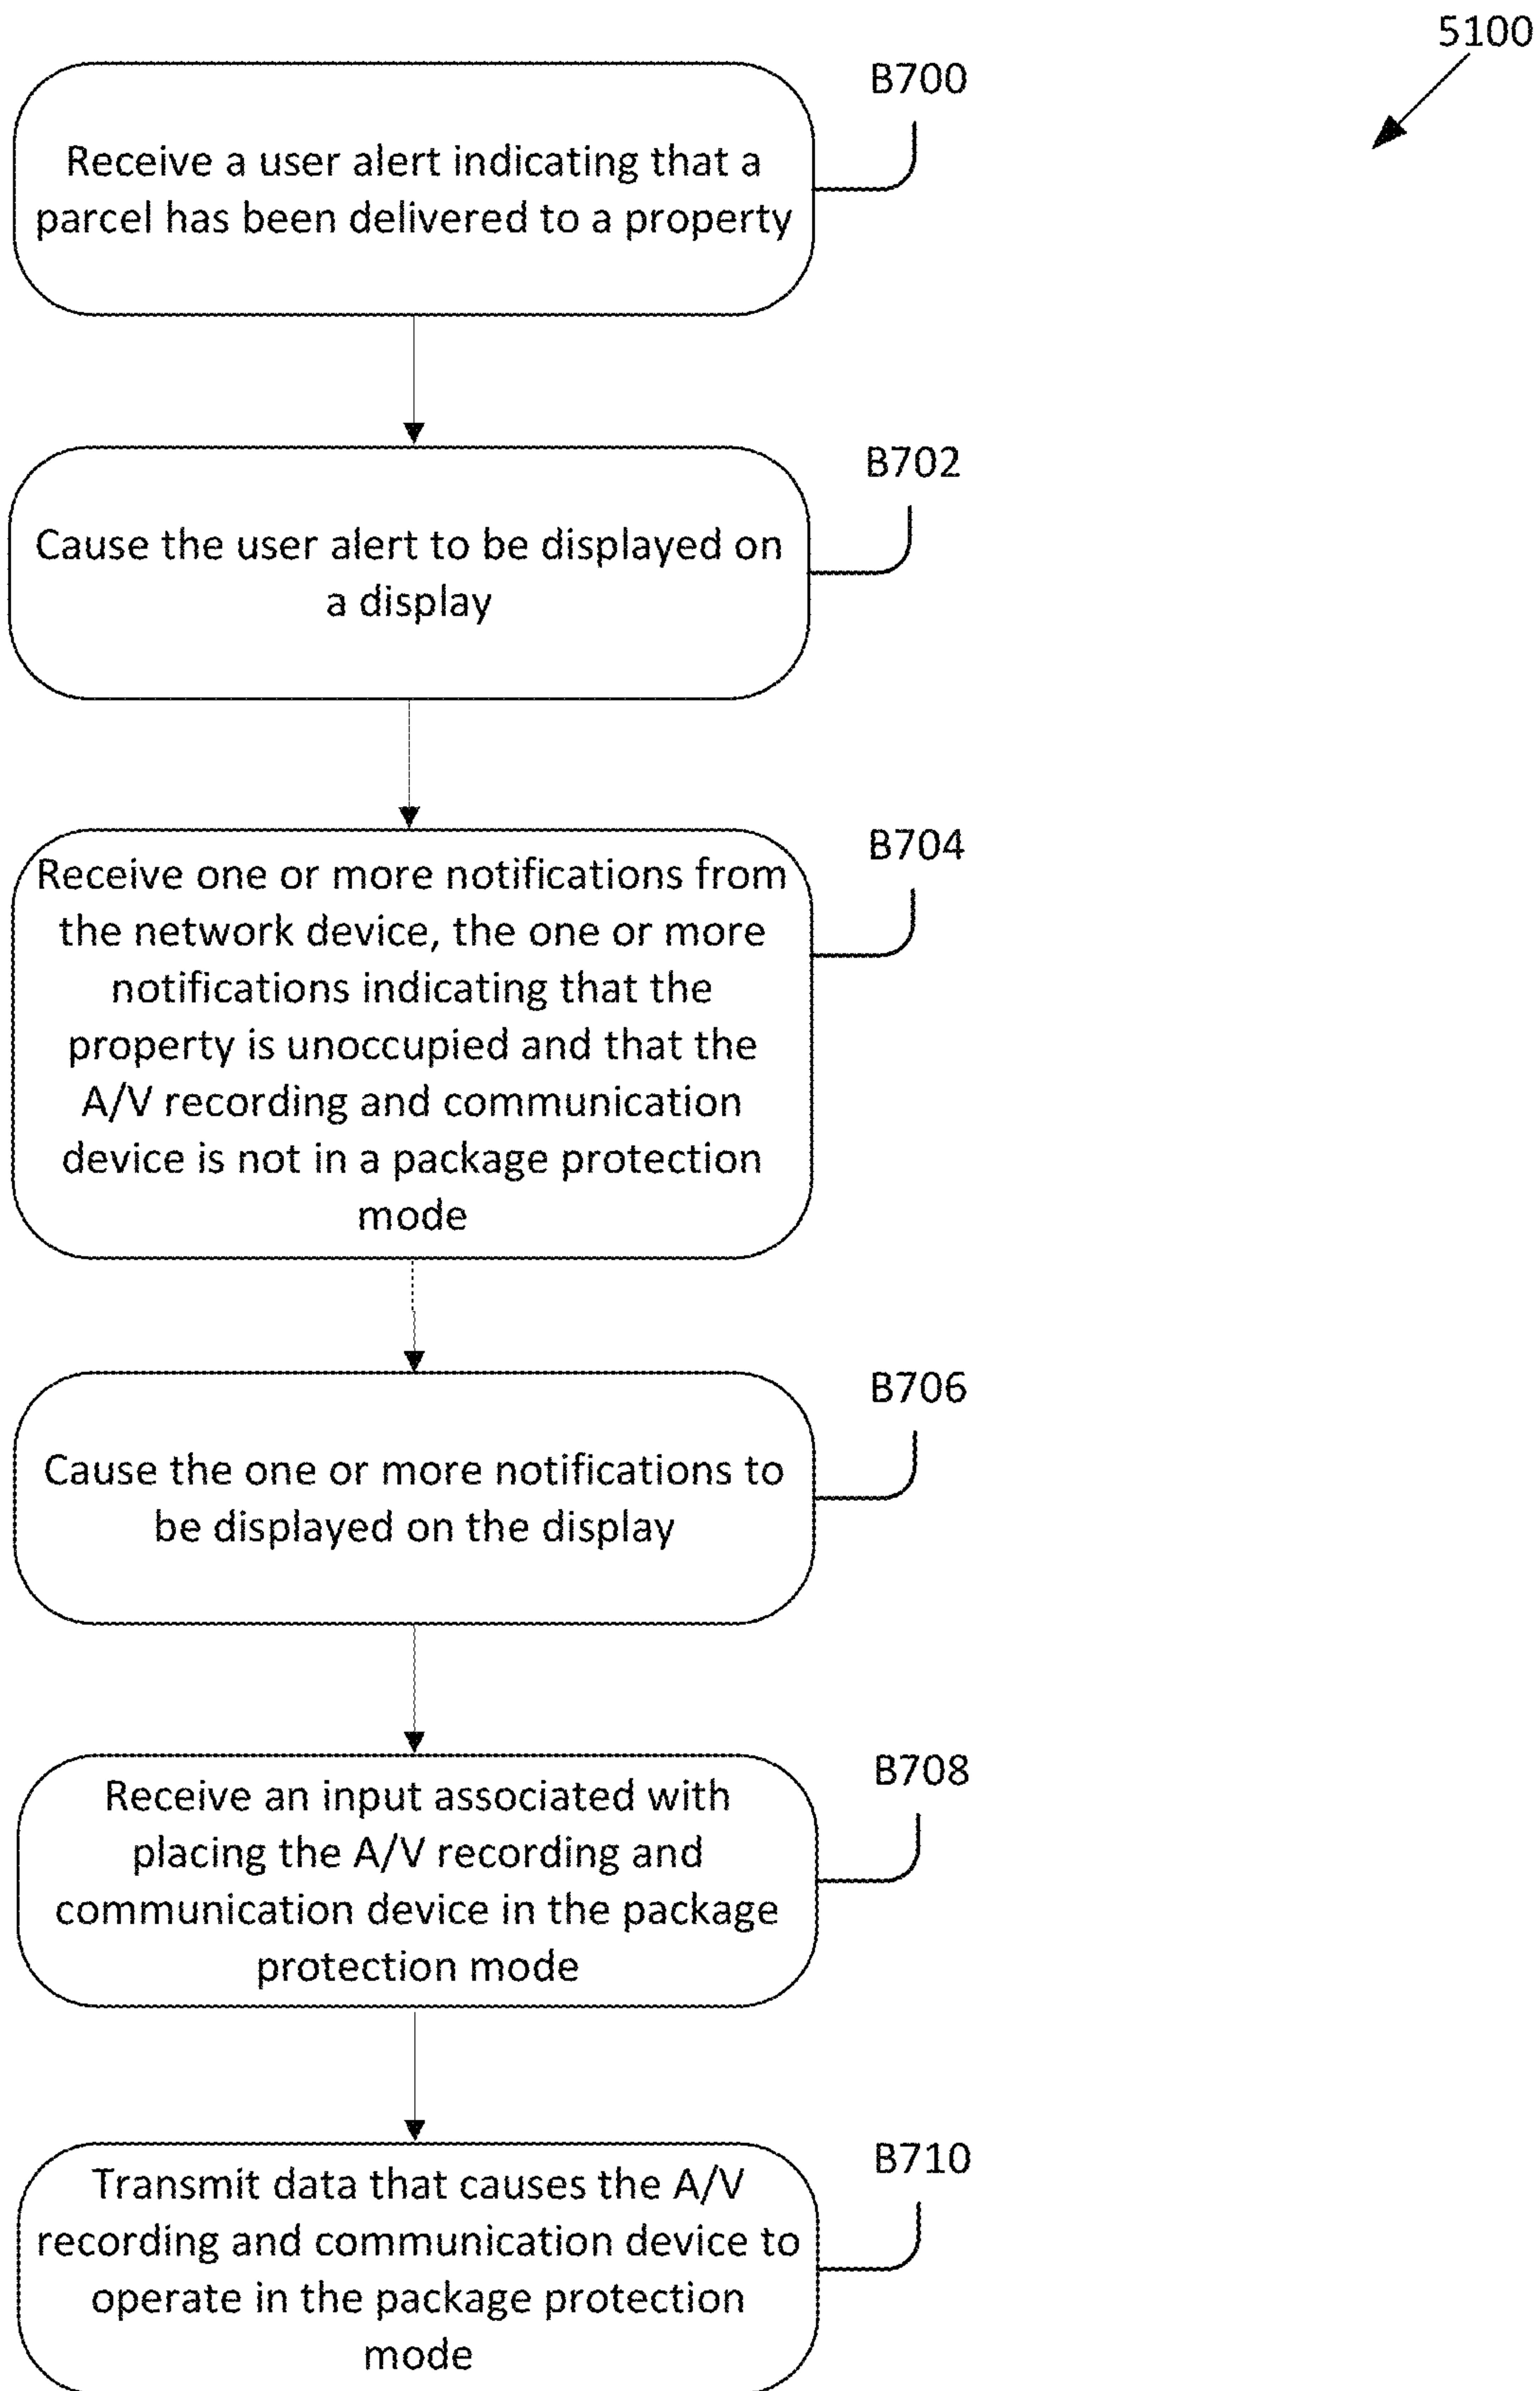 5100
B700
Receive a user alert indicating that a
parcel has been delivered to a property
B702
Cause the user alert to be displayed on
a display
B704
Receive one or more notifications from
the network device, the one or more
notifications indicating that the
property is unoccupied and that the
A/V recording and communication
device is not in a package protection
mode
B706
Cause the one or more notifications to
be displayed on the display
B708
Receive an input associated with
placing the A/V recording and
communication device in the package
protection mode
B710
Transmit data that causes the A/V
recording and communication device to
operate in the package protection
mode